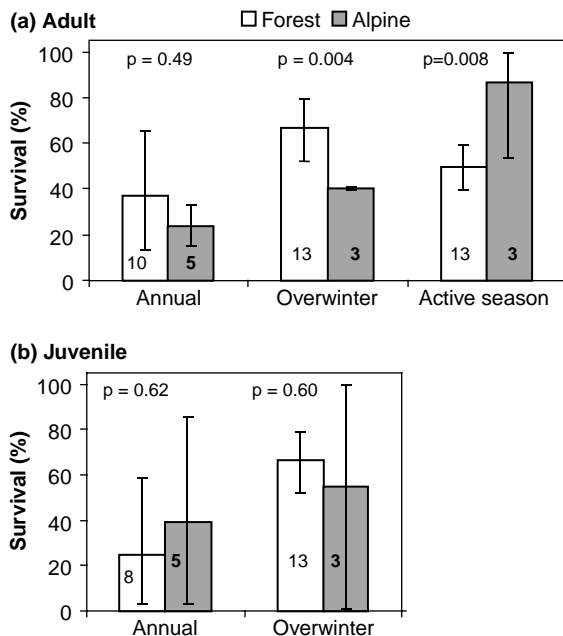 (a) Adult
Forest Alpine
p = 0.49 p = 0.004 p=0.008
100
80
60
40
20
0
Survival (%)
10 5 13 3 13 3
Annual Overwinter Active season
(b) Juvenile
p = 0.62 p = 0.60
100
80
60
40
20
0
Survival (%)
8 5 13 3
Annual Overwinter